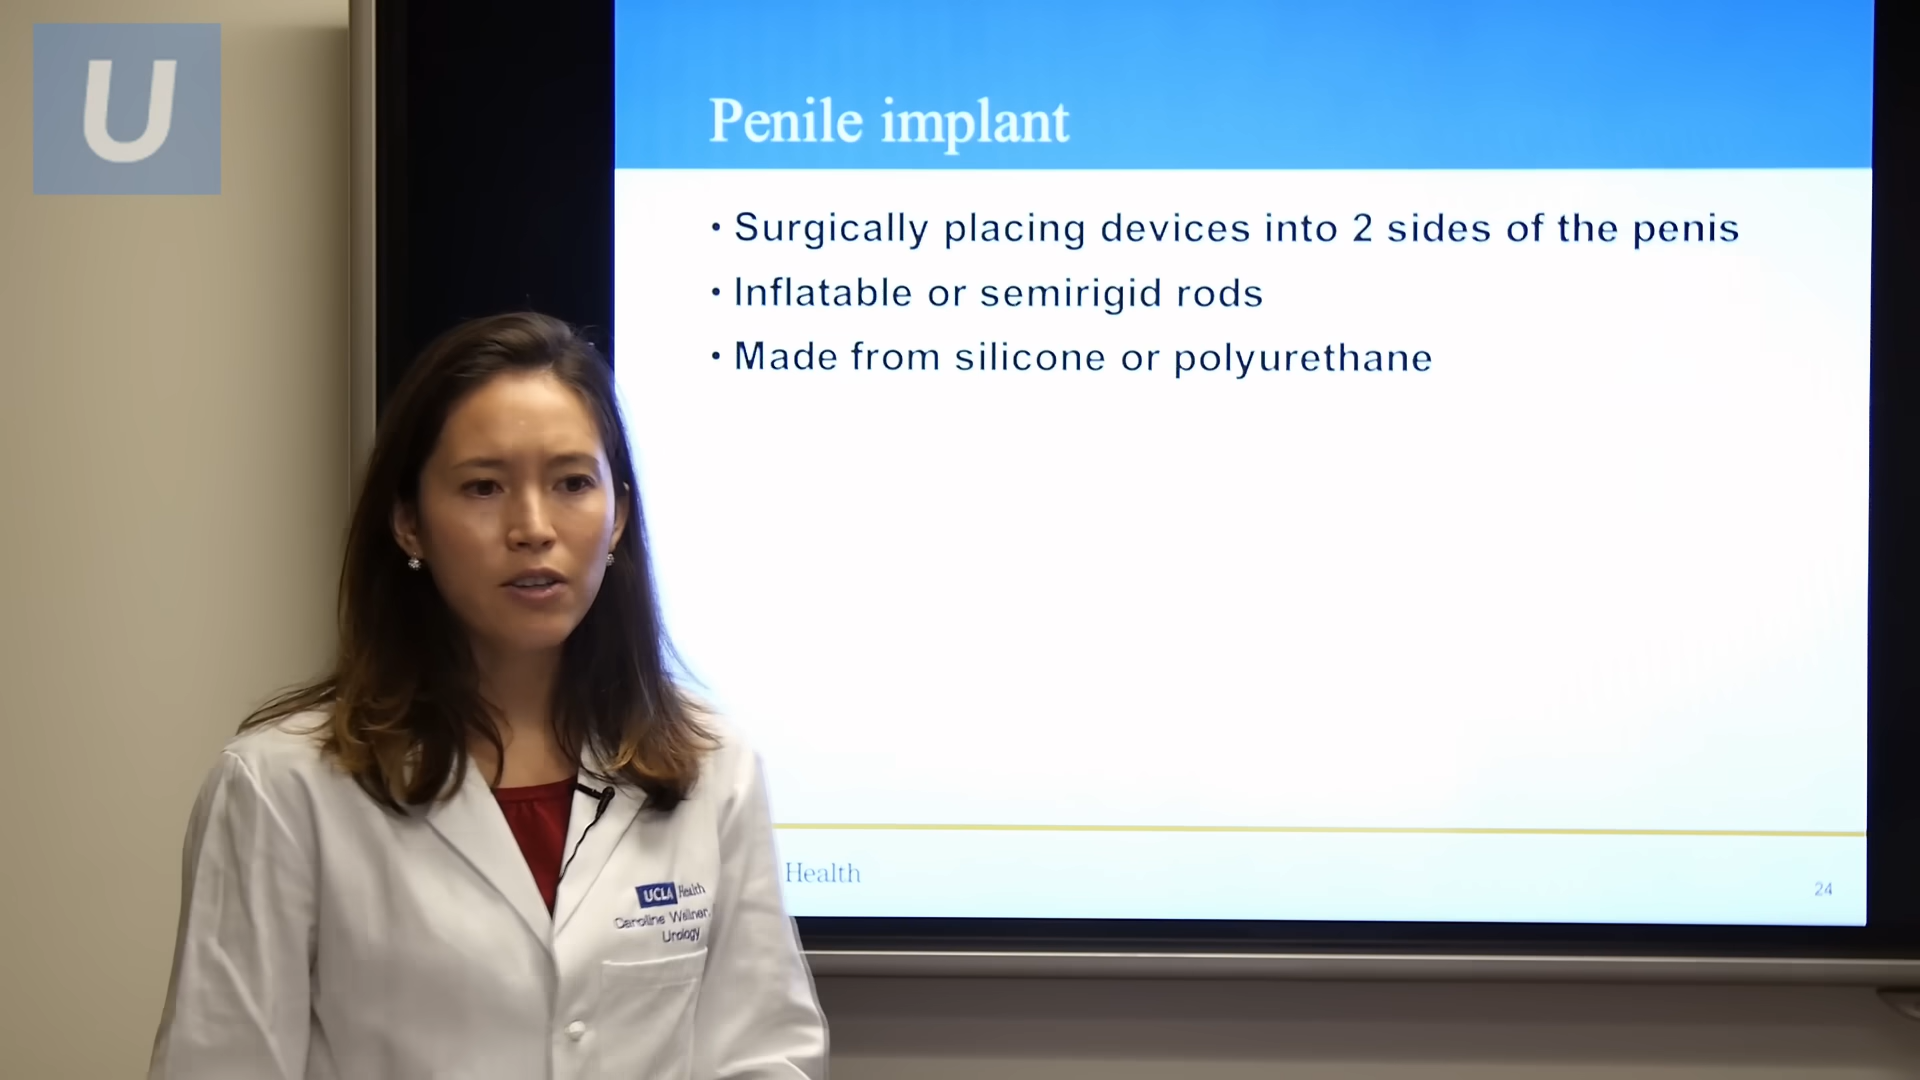 U
Penile implant
• Surgically placing devices into 2 sides of the penis
• Inflatable or semirigid rods
• Made from silicone or polyurethane
UCLA Health
Caroline Wallner,
Urology
Health
24